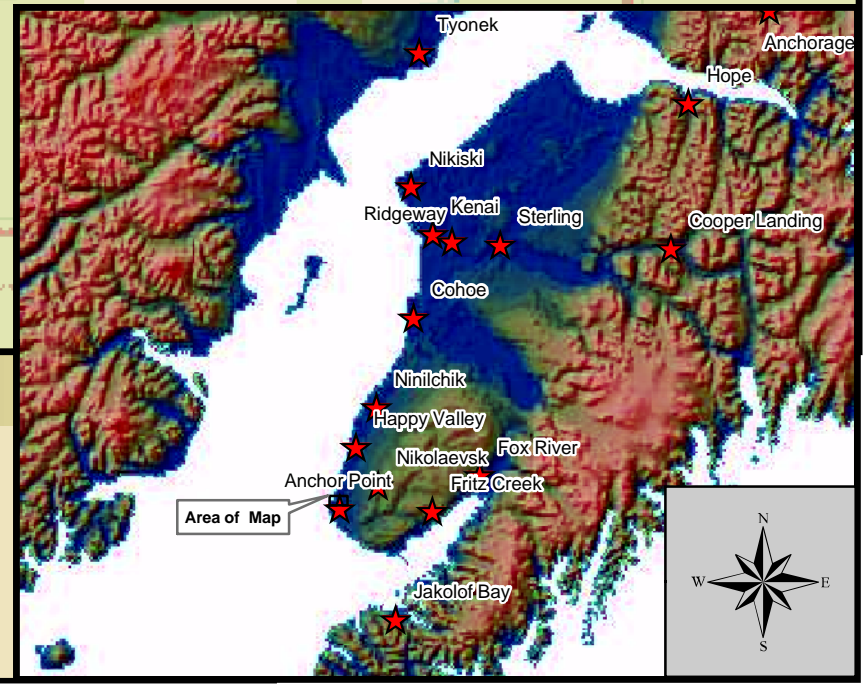 Tyonek
Anchorage
Hope
Nikiski
Ridgeway
Kenai
Sterling
Cooper Landing
Cohoe
Ninilchik
Happy Valley
Fox River
Nikolaevsk
Anchor Point
Fritz Creek
Area of Map
N
W
E
S
Jakolof Bay